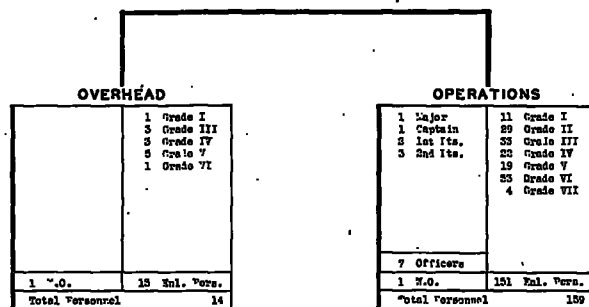 OVERHEAD
1 Grade I
3 Grade III
3 Grade IV
5 Grade V
1 Grade VI
1 W.O.
13 Enl. Pers.
Total Personnel 14
OPERATIONS
1 Major
1 Captain
2 1st Lts.
3 2nd Lts.
7 Officers
1 W.O.
11 Grade I
29 Grade II
33 Grade III
22 Grade IV
19 Grade V
33 Grade VI
4 Grade VII
151 Enl. Pers.
Total Personnel 159